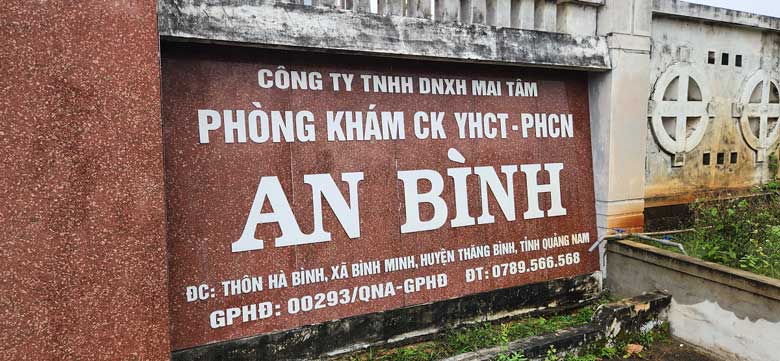 CÔNG TY TNHH DNXH MAI TÂM
PHÒNG KHÁM CK YHCT - PHCN
AN BÌNH
ĐC: THÔN HÀ BÌNH, XÃ BÌNH MINH, HUYỆN THĂNG BÌNH, TỈNH QUẢNG NAM
GPHĐ: 00293/QNA-GPHĐ ĐT: 0789.566.568